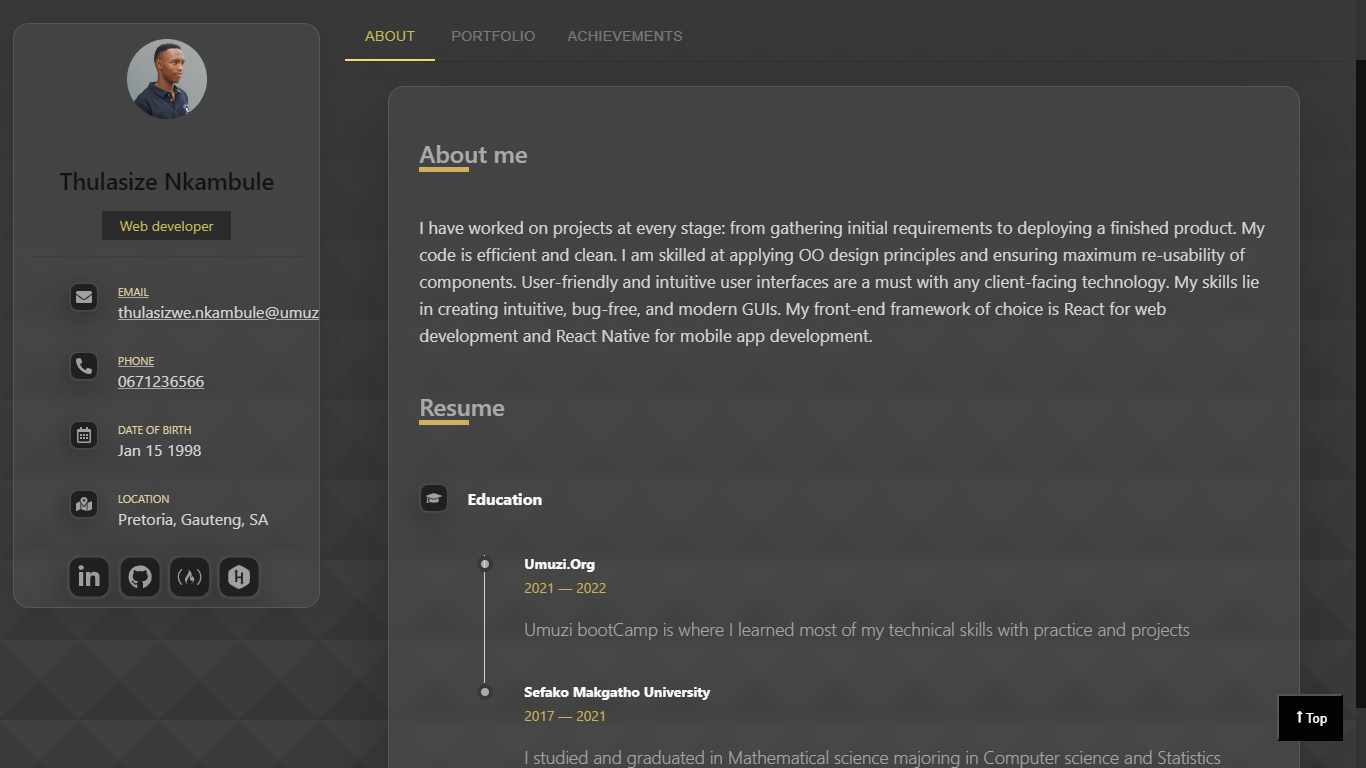 ABOUT
PORTFOLIO
ACHIEVEMENTS
Thulasize Nkambule
Web developer
EMAIL
thulasizwe.nkambule@umuz
PHONE
0671236566
DATE OF BIRTH
Jan 15 1998
LOCATION
Pretoria, Gauteng, SA
in
About me
I have worked on projects at every stage: from gathering initial requirements to deploying a finished product. My
code is efficient and clean. I am skilled at applying OO design principles and ensuring maximum re-usability of
components. User-friendly and intuitive user interfaces are a must with any client-facing technology. My skills lie
in creating intuitive, bug-free, and modern GUIs. My front-end framework of choice is React for web
development and React Native for mobile app development.
Resume
Education
Umuzi.Org
2021 — 2022
Umuzi bootCamp is where I learned most of my technical skills with practice and projects
Sefako Makgatho University
2017 — 2021
I studied and graduated in Mathematical science majoring in Computer science and Statistics
Top